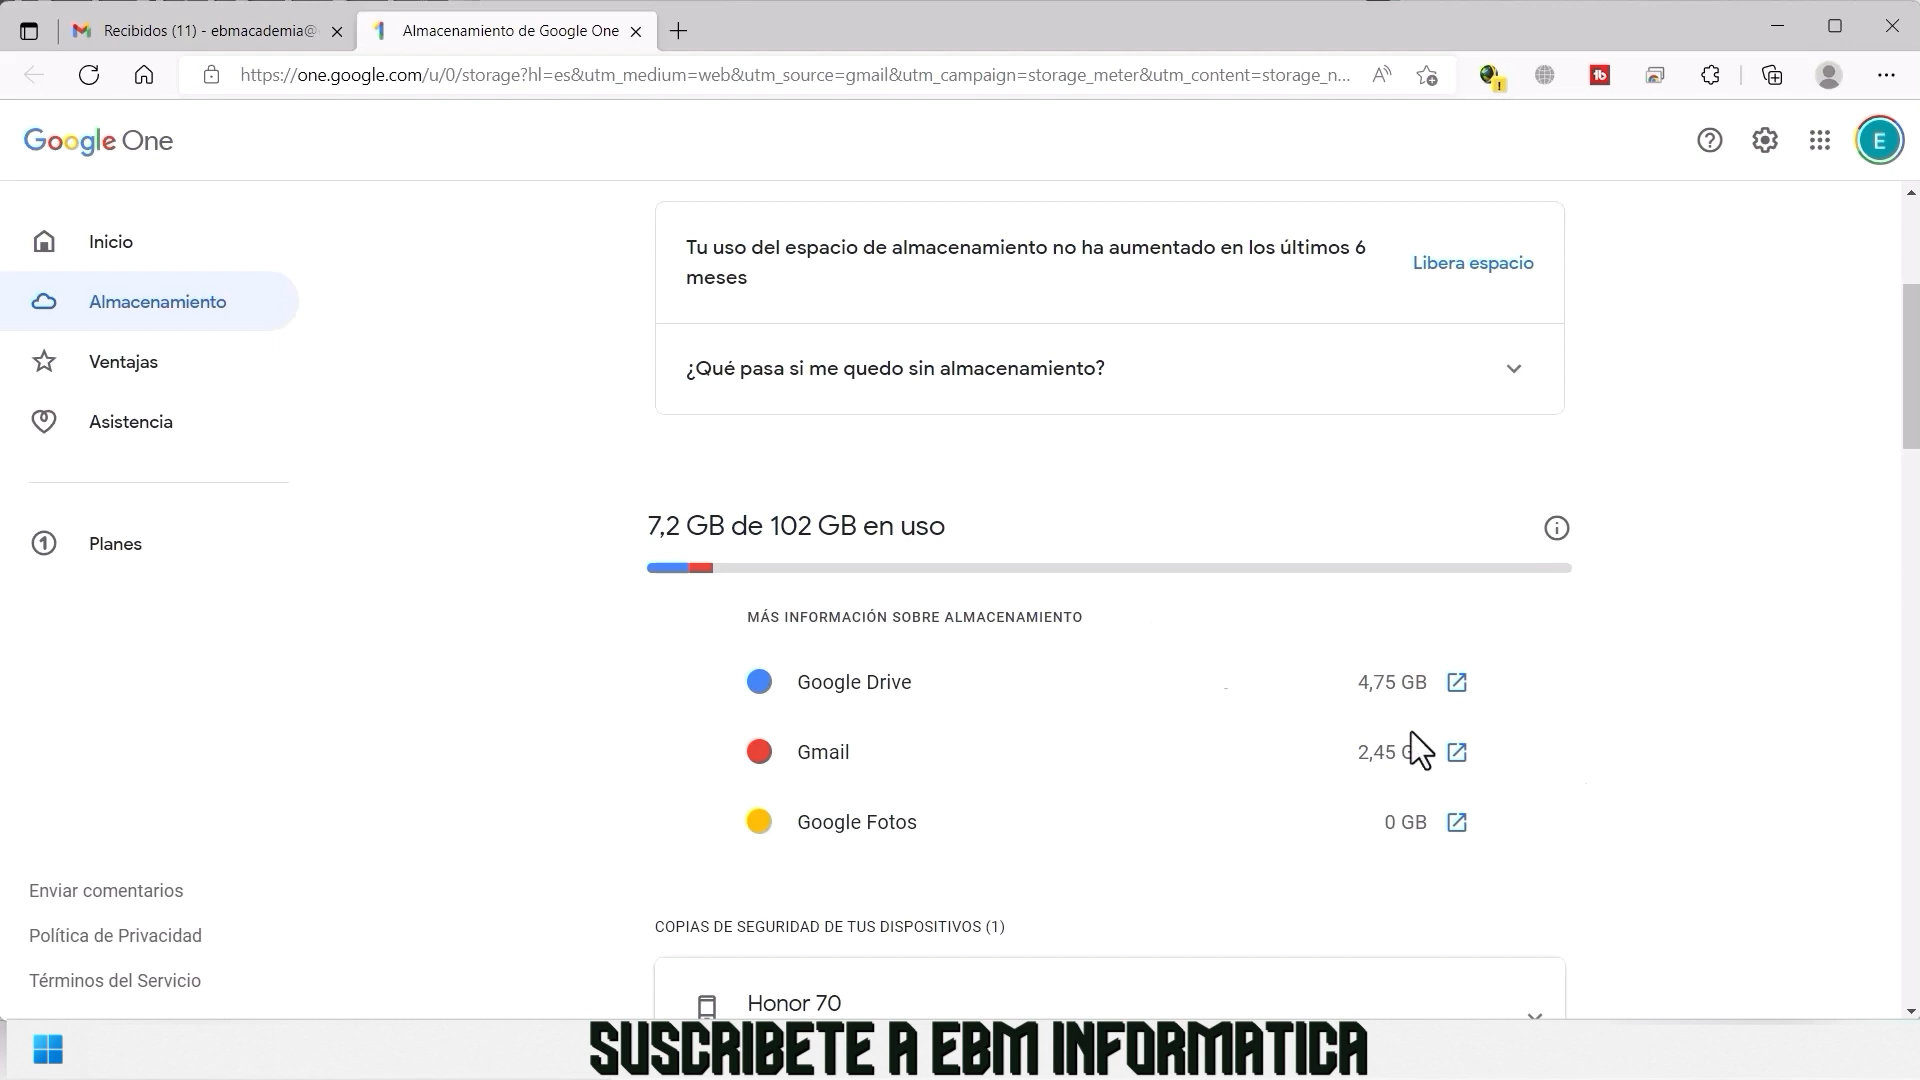 Recibidos (11) - ebmacademia@
Almacenamiento de Google One
https://one.google.com/u/0/storage?hl=es&utm_medium=web&utm_source=gmail&utm_campaign=storage_meter&utm_content=storage_n...
Google One
E
Inicio
Almacenamiento
Ventajas
Asistencia
Planes
Enviar comentarios
Política de Privacidad
Términos del Servicio
Tu uso del espacio de almacenamiento no ha aumentado en los últimos 6
meses
Libera espacio
¿Qué pasa si me quedo sin almacenamiento?
7,2 GB de 102 GB en uso
MÁS INFORMACIÓN SOBRE ALMACENAMIENTO
Google Drive 4,75 GB
Gmail 2,45 G
Google Fotos 0 GB
COPIAS DE SEGURIDAD DE TUS DISPOSITIVOS (1)
Honor 70
SUSCRIBETE A EBM INFORMATICA